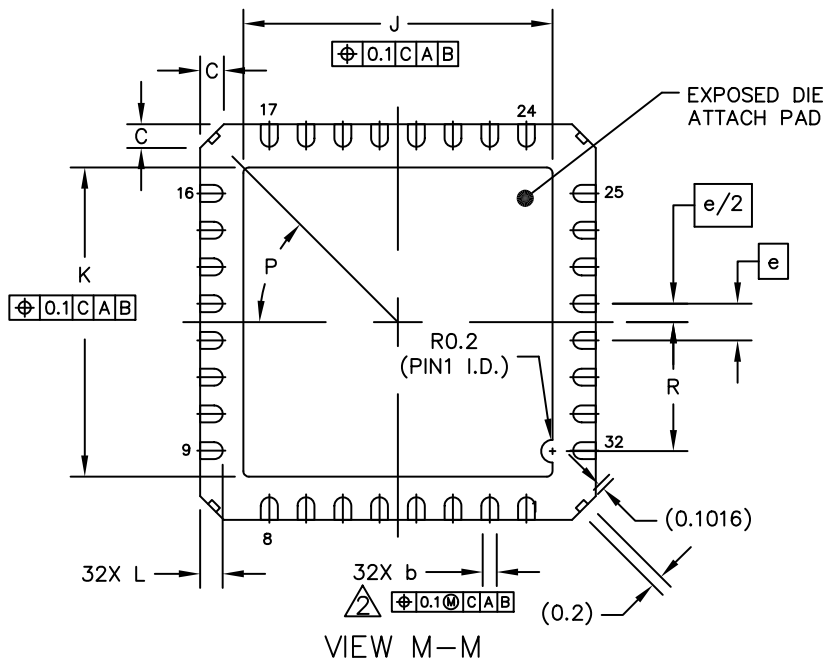 J
⌖ 0.1 C A B
C
17
24
EXPOSED DIE
ATTACH PAD
C
16
25
e/2
P
e
K
⌖ 0.1 C A B
R0.2
(PIN1 I.D.)
R
9
32
1
(0.1016)
8
32X L
32X b
2
⌖ 0.1 Ⓜ C A B
(0.2)
VIEW M-M